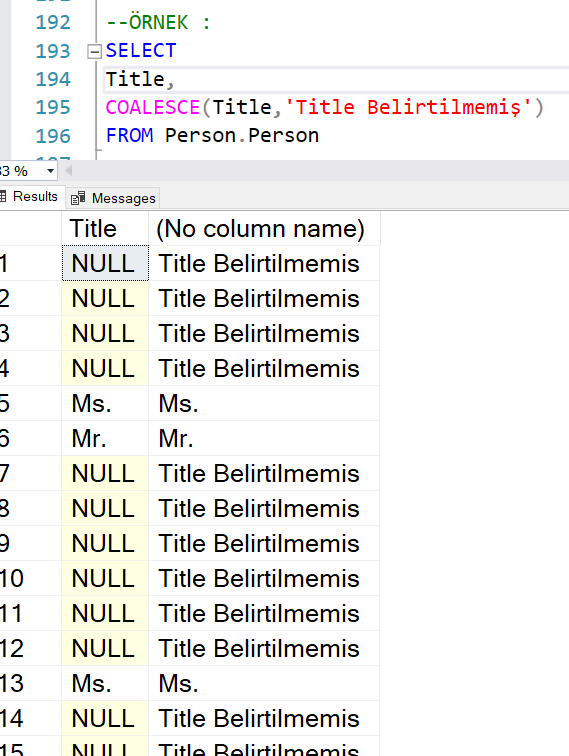 192 --ÖRNEK :
193 SELECT
194 Title,
195 COALESCE(Title,'Title Belirtilmemiş')
196 FROM Person.Person
Results Messages
Title (No column name)
1 NULL Title Belirtilmemis
2 NULL Title Belirtilmemis
3 NULL Title Belirtilmemis
4 NULL Title Belirtilmemis
5 Ms. Ms.
6 Mr. Mr.
7 NULL Title Belirtilmemis
8 NULL Title Belirtilmemis
9 NULL Title Belirtilmemis
10 NULL Title Belirtilmemis
11 NULL Title Belirtilmemis
12 NULL Title Belirtilmemis
13 Ms. Ms.
14 NULL Title Belirtilmemis
15 NULL Title Belirtilmemis